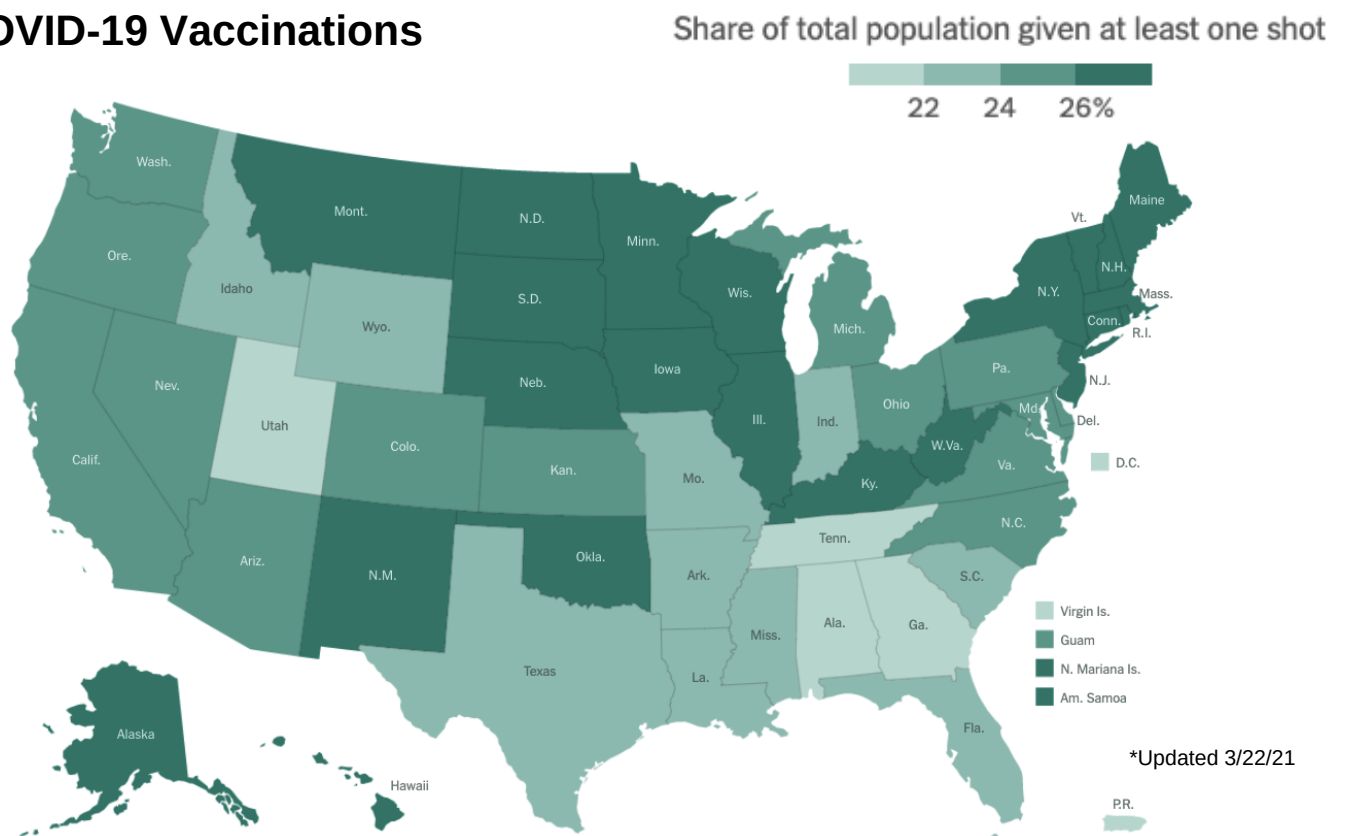 OVID-19 Vaccinations
Share of total population given at least one shot
22 24 26%
Wash.
Mont.
N.D.
Minn.
Maine
Vt.
Ore.
Idaho
S.D.
Wis.
N.H.
N.Y.
Mass.
Wyo.
Mich.
Conn.
R.I.
Nev.
Neb.
Iowa
Pa.
N.J.
Utah
Colo.
Ill.
Ind.
Ohio
Md.
Del.
Calif.
Kan.
Mo.
Ky.
W.Va.
Va.
D.C.
Ariz.
N.M.
Okla.
Ark.
Tenn.
N.C.
S.C.
Texas
La.
Miss.
Ala.
Ga.
Virgin Is.
Guam
N. Mariana Is.
Am. Samoa
Alaska
Hawaii
Fla.
*Updated 3/22/21
P.R.